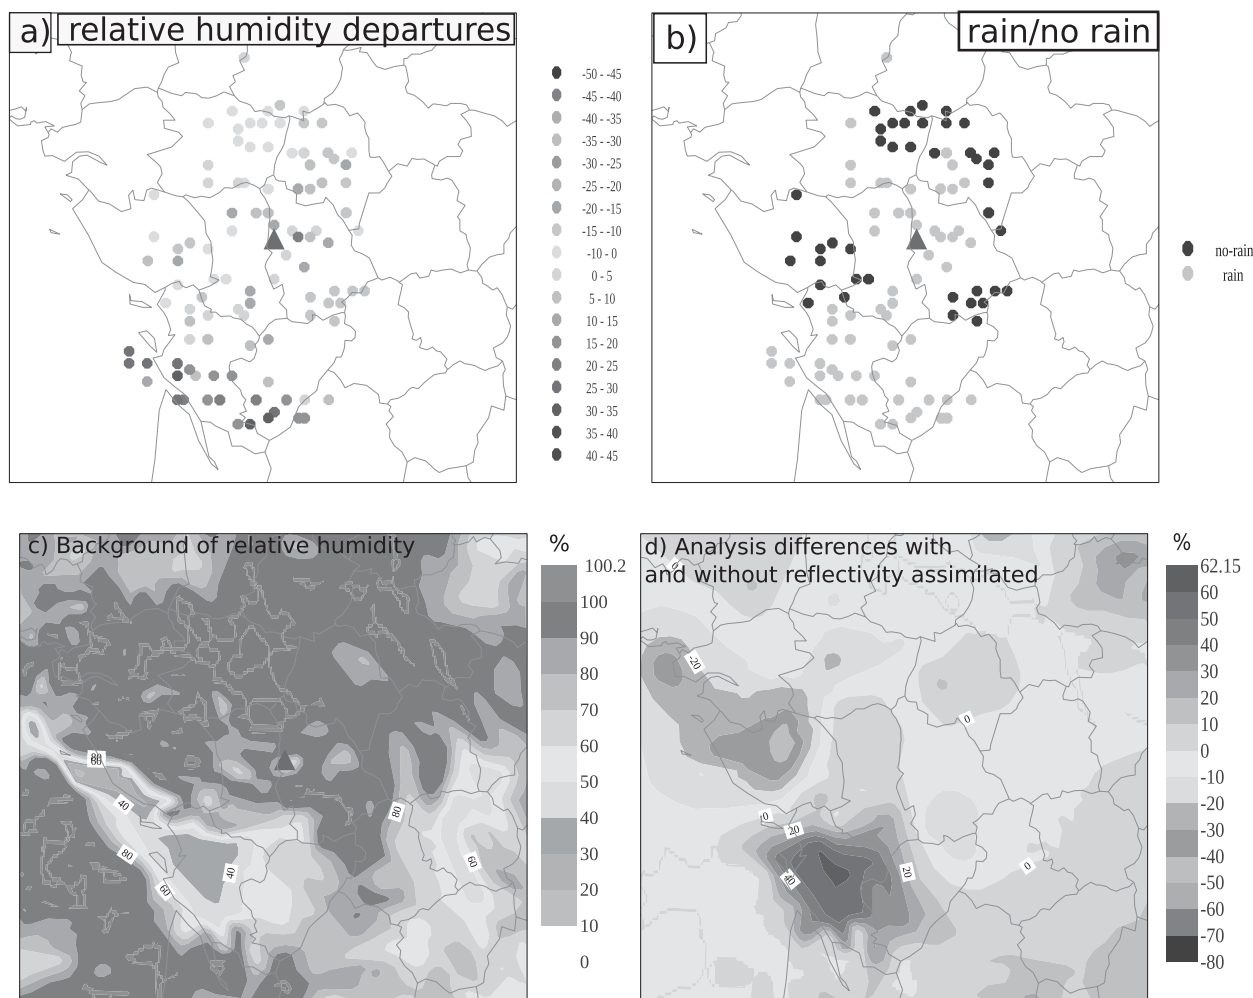 a) relative humidity departures
-50 - -45
-45 - -40
-40 - -35
-35 - -30
-30 - -25
-25 - -20
-20 - -15
-15 - -10
-10 - 0
0 - 5
5 - 10
10 - 15
15 - 20
20 - 25
25 - 30
30 - 35
35 - 40
40 - 45
b) rain/no rain
no-rain
rain
c) Background of relative humidity
80
40
80
60
40
80
60
%
100.2
100
90
80
70
60
50
40
30
20
10
0
d) Analysis differences with
and without reflectivity assimilated
0
-20
0
20
40
20
0
%
62.15
60
50
40
30
20
10
0
-10
-20
-30
-40
-50
-60
-70
-80